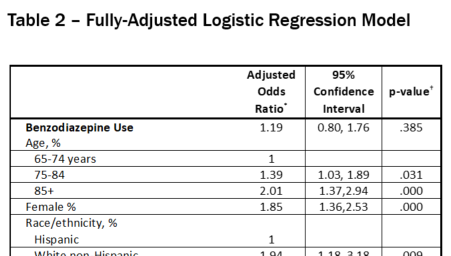 Table 2 – Fully-Adjusted Logistic Regression Model
Adjusted Odds Ratio* 95% Confidence Interval p-value†
Benzodiazepine Use 1.19 0.80, 1.76 .385
Age, %
65-74 years 1
75-84 1.39 1.03, 1.89 .031
85+ 2.01 1.37,2.94 .000
Female % 1.85 1.36,2.53 .000
Race/ethnicity, %
Hispanic 1
White non-Hispanic 1.94 1.18, 3.18 .009